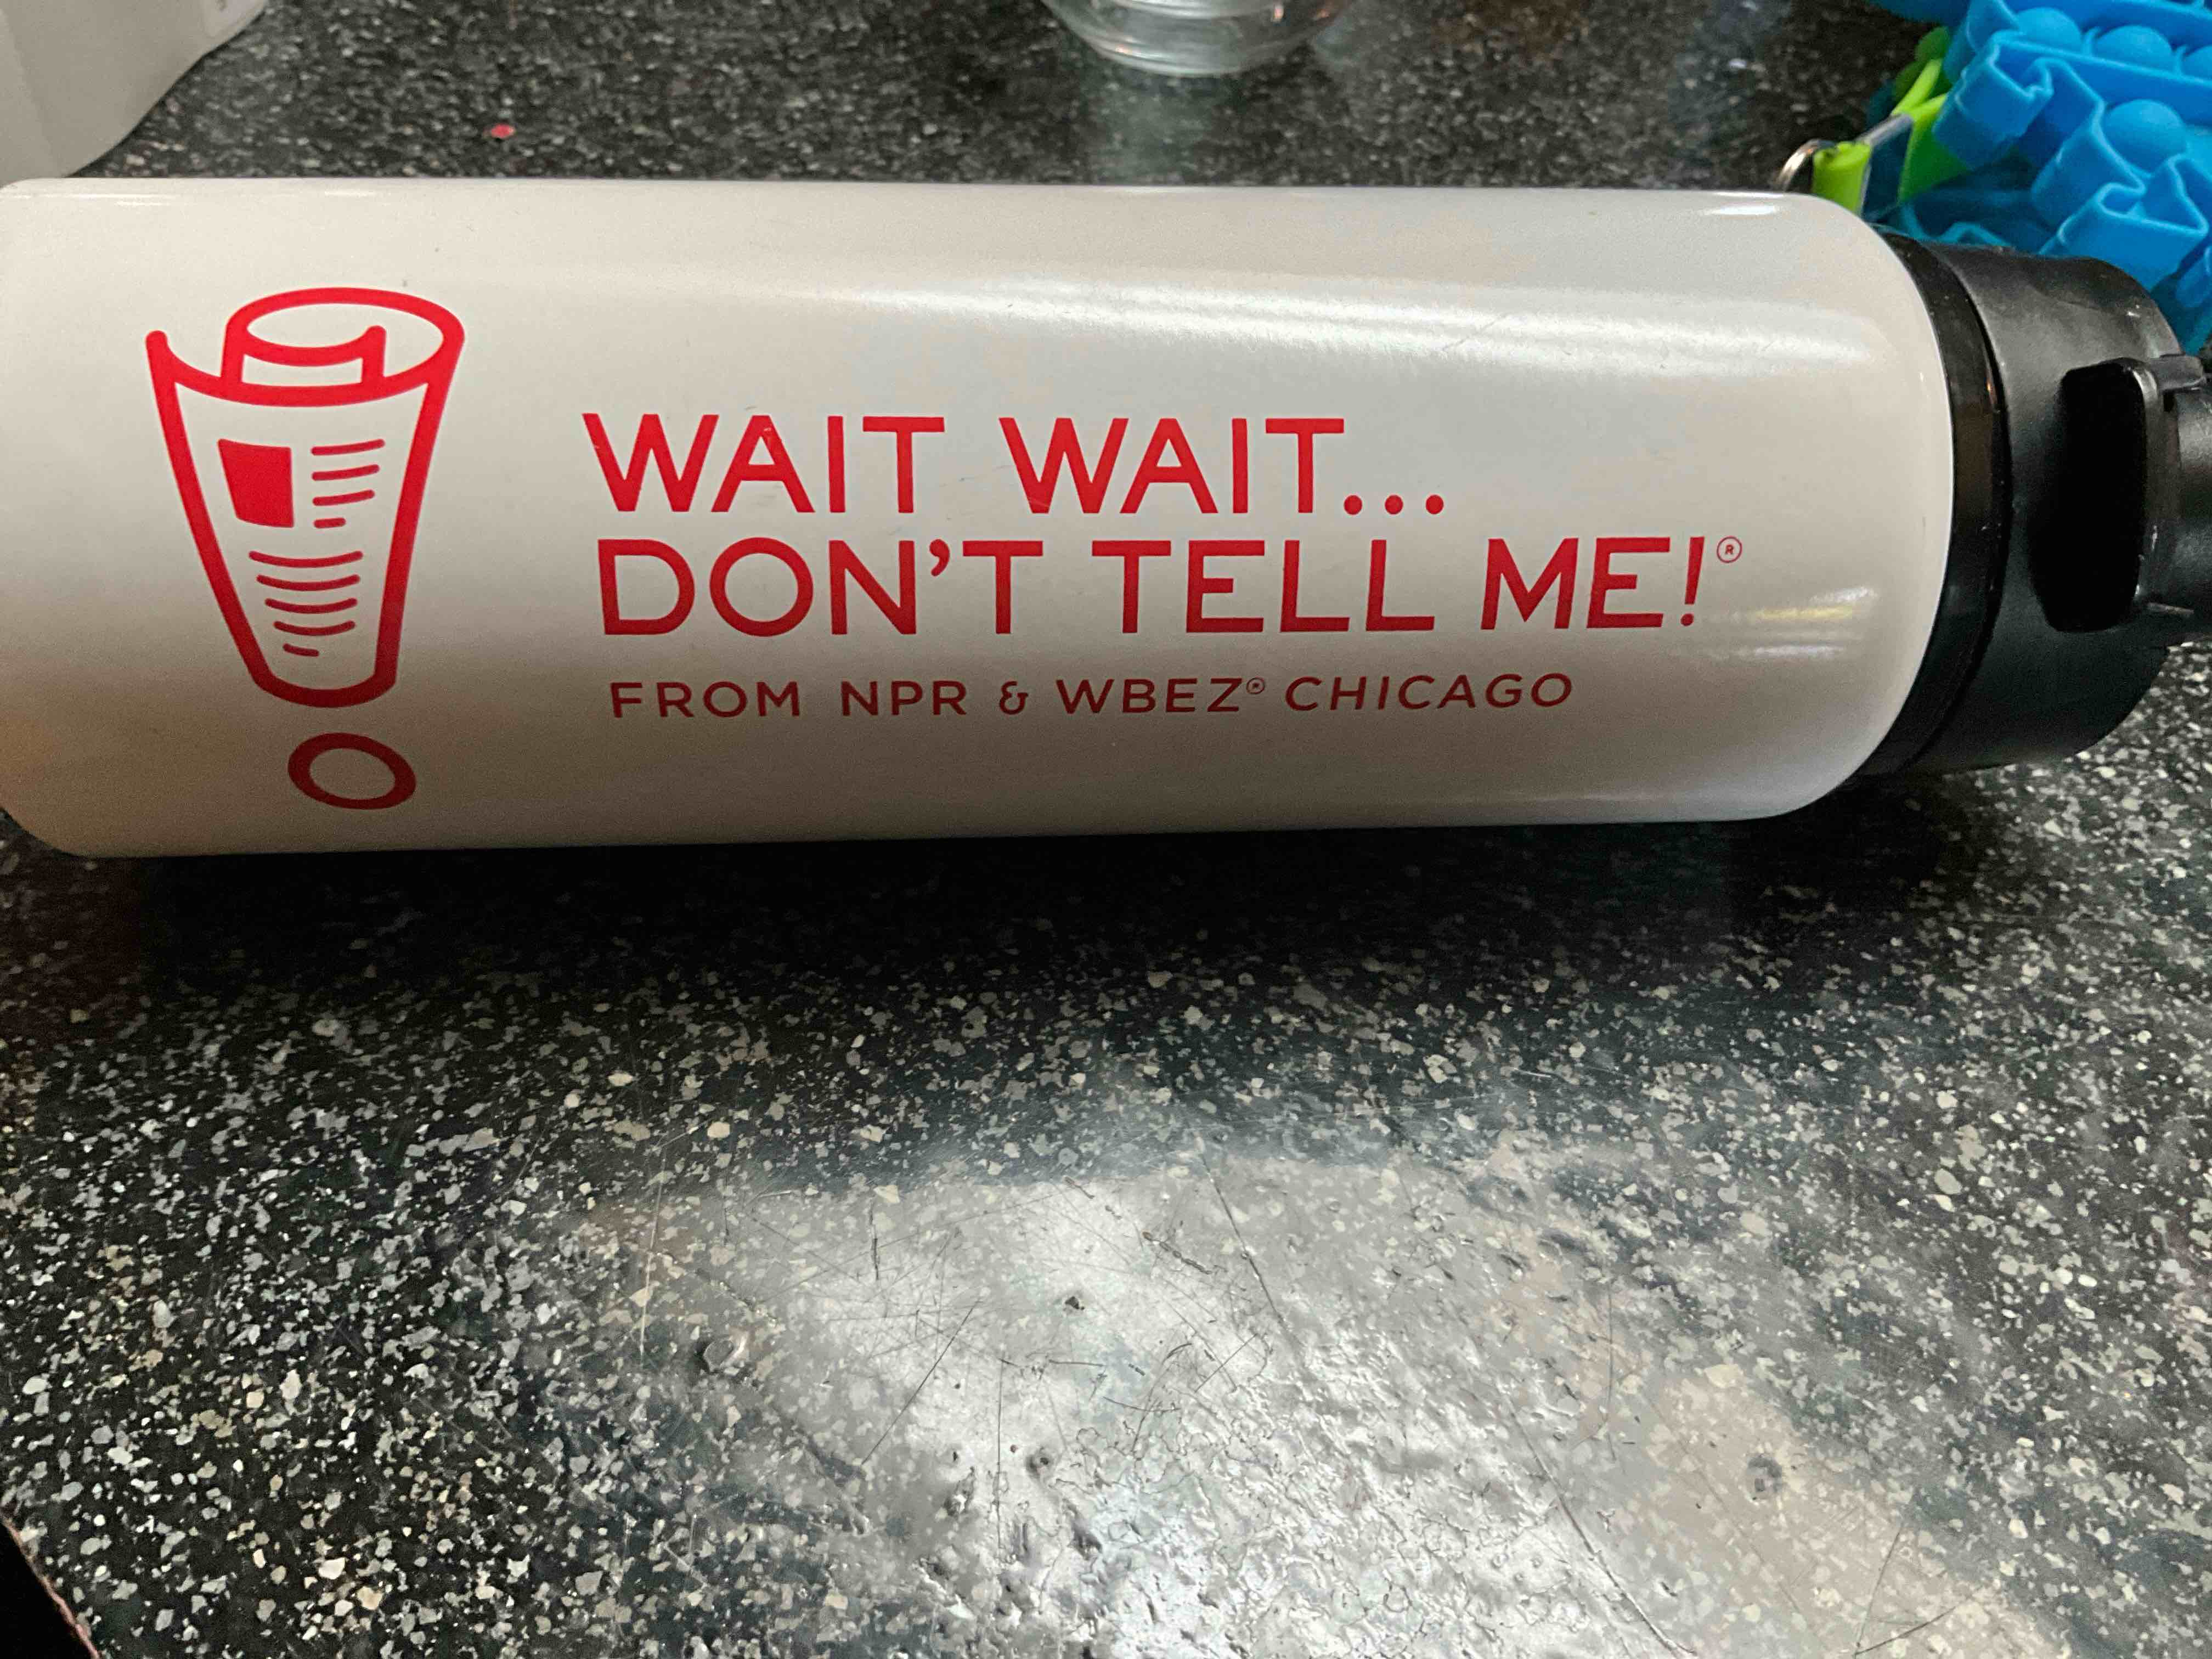 WAIT WAIT...
DON'T TELL ME!®
FROM NPR & WBEZ® CHICAGO